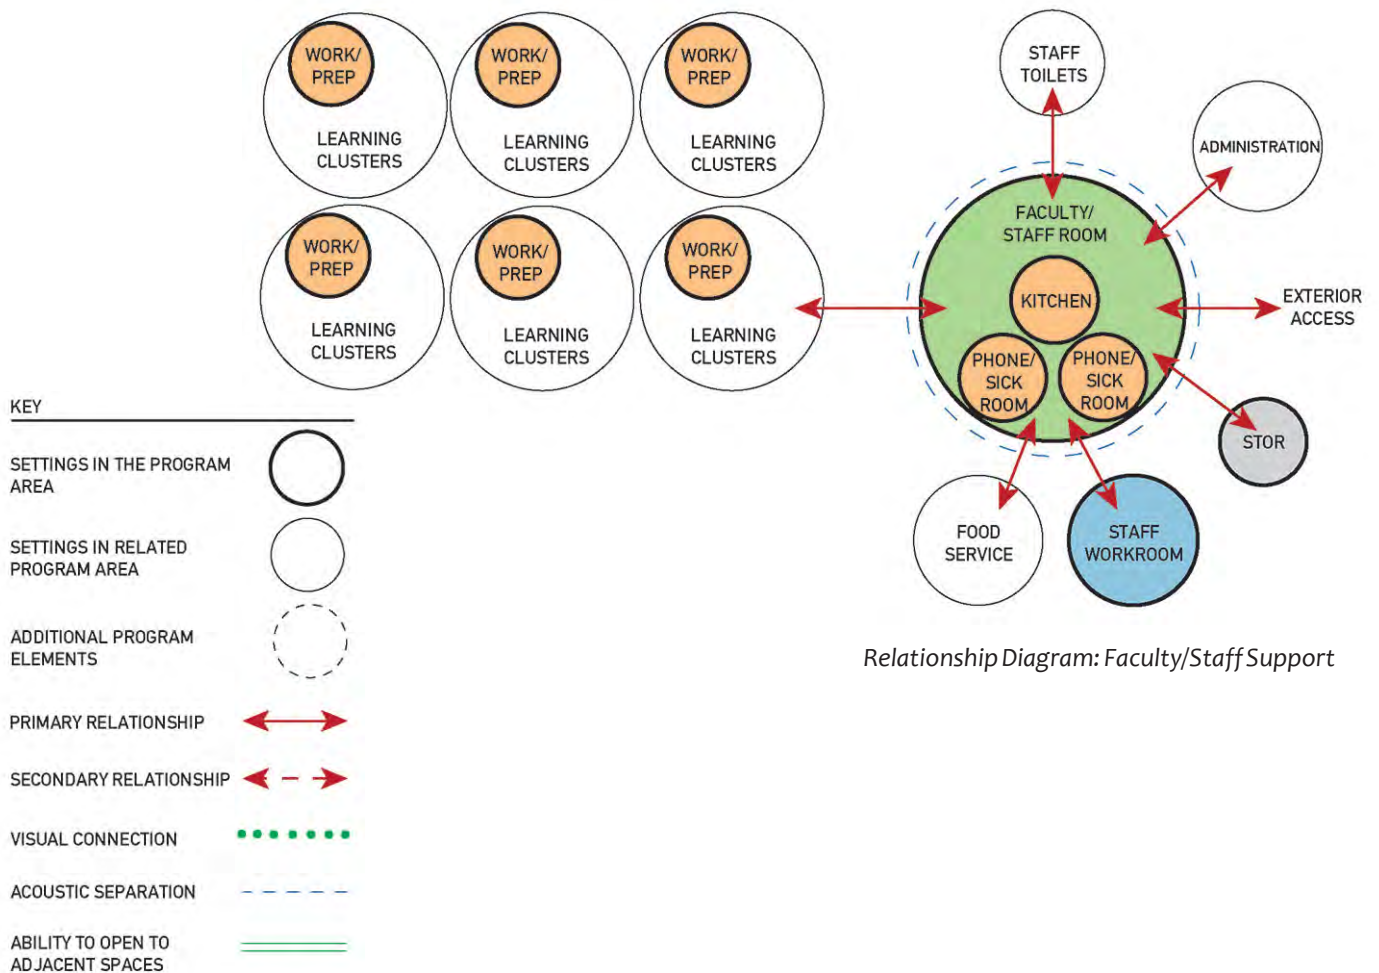 WORK/
PREP
LEARNING
CLUSTERS
WORK/
PREP
LEARNING
CLUSTERS
WORK/
PREP
LEARNING
CLUSTERS
WORK/
PREP
LEARNING
CLUSTERS
WORK/
PREP
LEARNING
CLUSTERS
WORK/
PREP
LEARNING
CLUSTERS
STAFF
TOILETS
ADMINISTRATION
FACULTY/
STAFF ROOM
KITCHEN
PHONE/
SICK
ROOM
PHONE/
SICK
ROOM
EXTERIOR
ACCESS
STOR
FOOD
SERVICE
STAFF
WORKROOM
Relationship Diagram: Faculty/Staff Support
KEY
SETTINGS IN THE PROGRAM
AREA
SETTINGS IN RELATED
PROGRAM AREA
ADDITIONAL PROGRAM
ELEMENTS
PRIMARY RELATIONSHIP
SECONDARY RELATIONSHIP
VISUAL CONNECTION
ACOUSTIC SEPARATION
ABILITY TO OPEN TO
ADJACENT SPACES